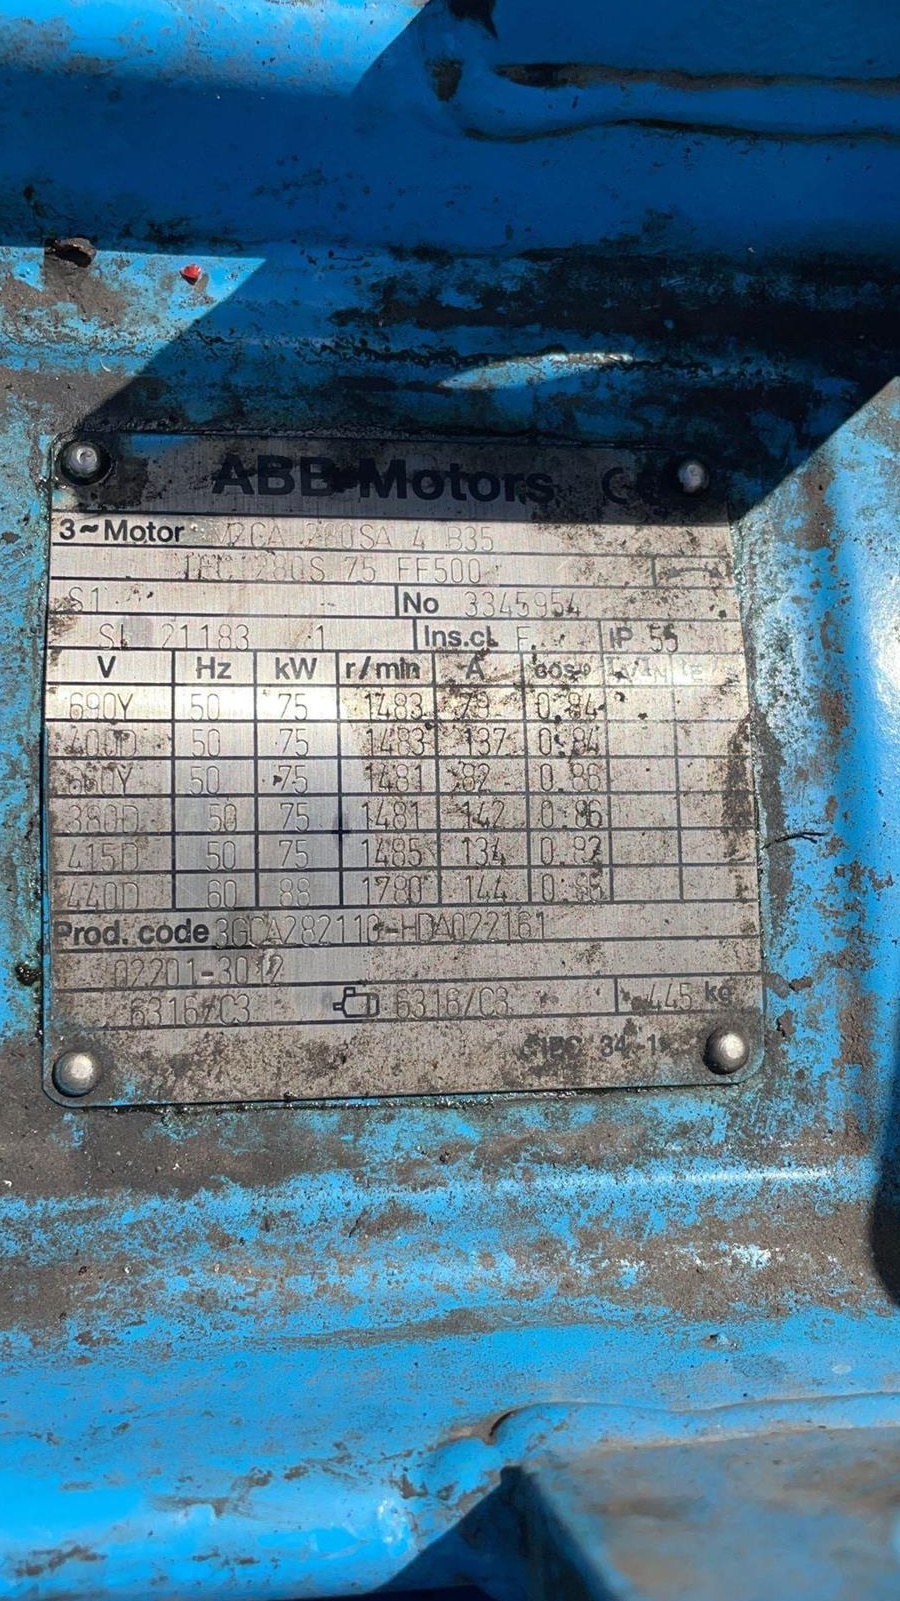 ABB Motors CE
3~Motor M2CA 280SA 4 B35
IEC 280S 75 FF500
S1 No 3345954
21183 1 Ins.cl. F IP 55
V Hz kW r/min A cosφ IA/IN
690Y 50 75 1483 79 0.84
400D 50 75 1483 137 0.84
660Y 50 75 1481 82 0.86
380D 50 75 1481 142 0.86
415D 50 75 1485 134 0.82
440D 60 88 1780 144
Prod. code 3GCA282110-HDA022161
02201-3012
6316/C3 6316/C3 445 kg
IEC 34-1